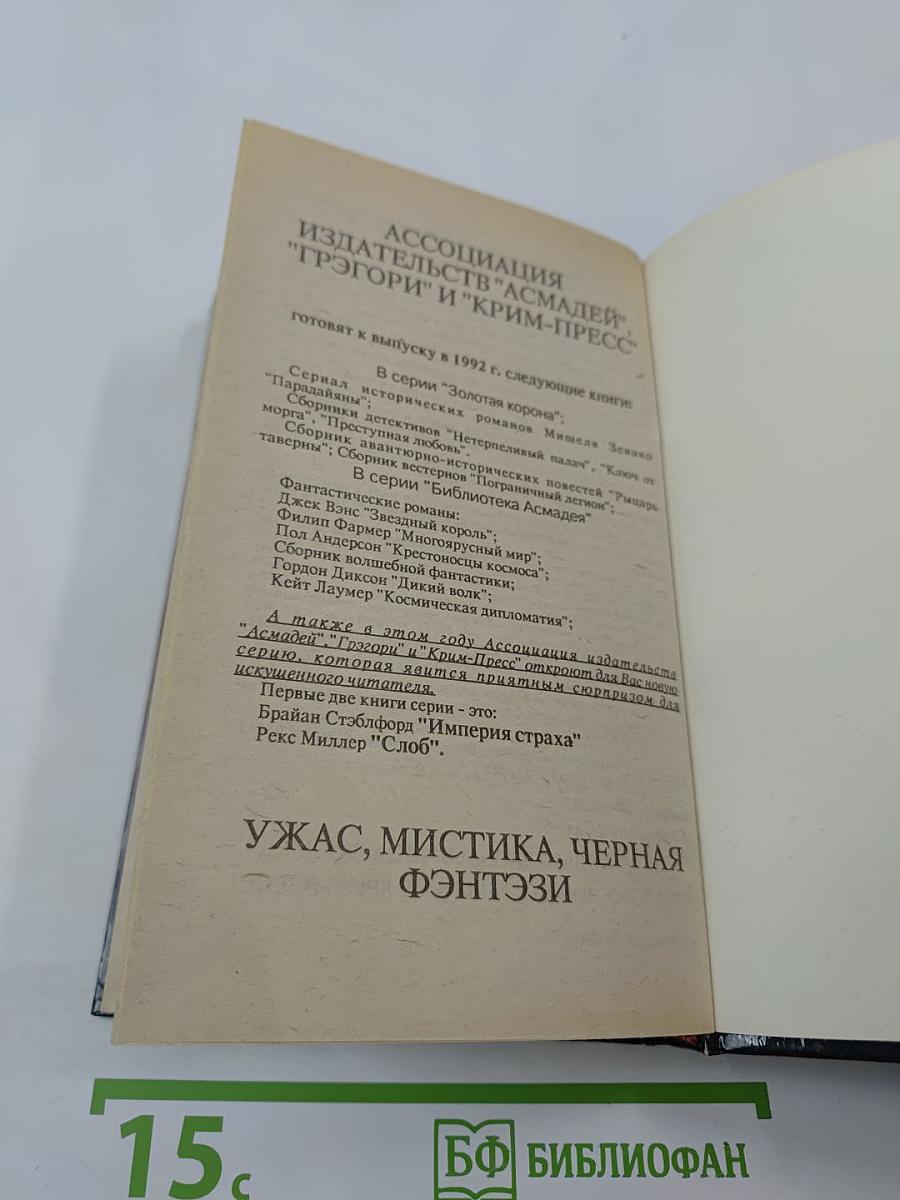 АССОЦИАЦИЯ
ИЗДАТЕЛЬСТВ "АСМАДЕЙ",
"ГРЭГОРИ" И "КРИМ-ПРЕСС"
готовят к выпуску в 1992 г. следующие книги:
В серии "Золотая корона";
Сериал исторических романов Мишеля Зевако
"Парадайяны";
Сборники детективов "Нетерпеливый палач", "Ключ от
морга", "Преступная любовь".
Сборник авантюрно-исторических повестей "Рыцарь
таверны"; Сборник вестернов "Пограничный легион";
В серии "Библиотека Асмадея"
Фантастические романы:
Джек Вэнс "Звездный король";
Филип Фармер "Многоярусный мир";
Пол Андерсон "Крестоносцы космоса";
Сборник волшебной фантастики;
Гордон Диксон "Дикий волк";
Кейт Лаумер "Космическая дипломатия";
А также в этом году Ассоциация издательств
"Асмадей", "Грэгори" и "Крим-Пресс" откроют для Вас новую
серию, которая явится приятным сюрпризом для
искушенного читателя.
Первые две книги серии - это:
Брайан Стэблфорд "Империя страха"
Рекс Миллер "Слоб".
УЖАС, МИСТИКА, ЧЕРНАЯ
ФЭНТЭЗИ
15 с
БФ БИБЛИОФАН